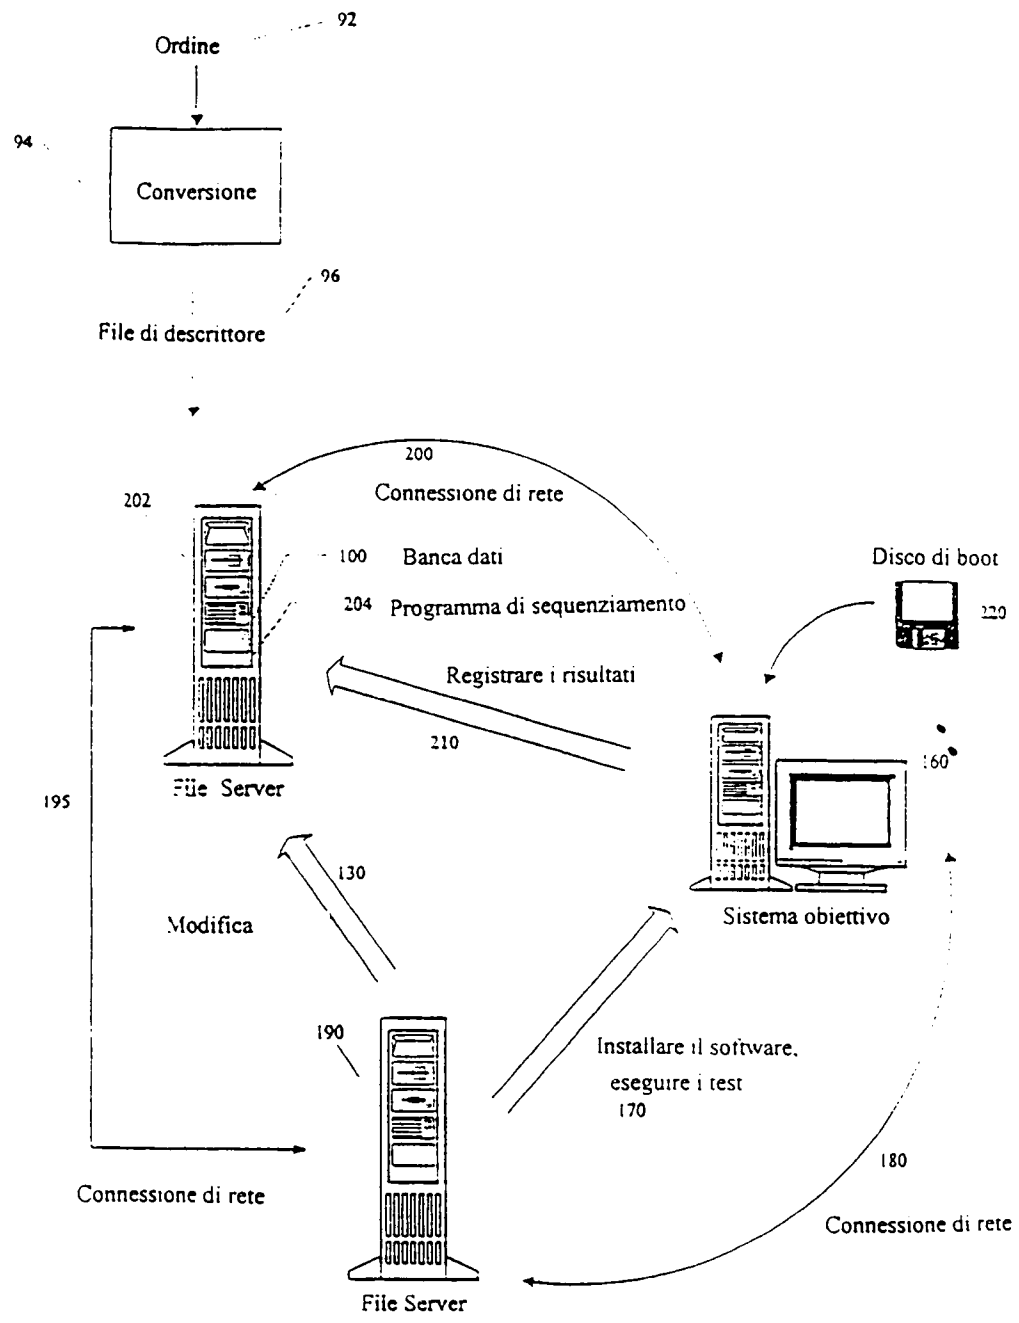 92
Ordine
94
Conversione
96
File di descrittore
200
Connessione di rete
202
100 Banca dati
Disco di boot
204 Programma di sequenziamento
220
Registrare i risultati
210
160
File Server
195
130
Modifica
Sistema obiettivo
190
Installare il software,
eseguire i test
170
180
Connessione di rete
Connessione di rete
File Server